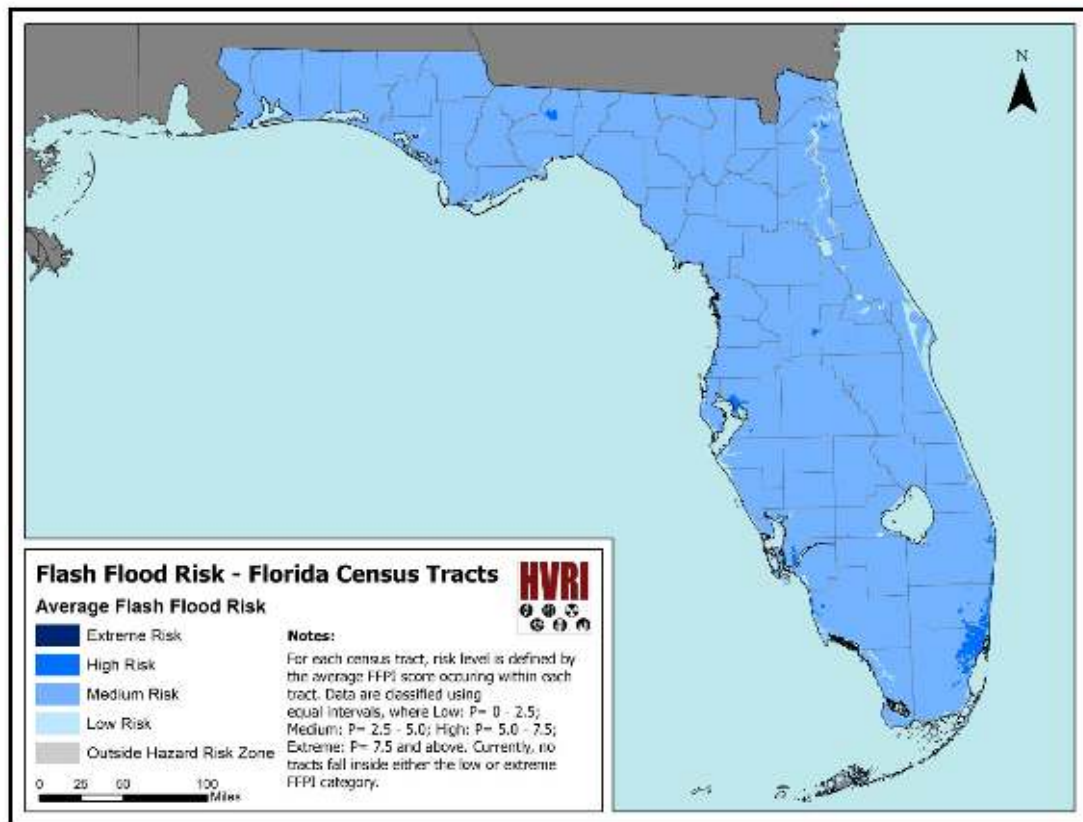 N
Flash Flood Risk - Florida Census Tracts
HVRI
Average Flash Flood Risk
Extreme Risk
High Risk
Medium Risk
Low Risk
Outside Hazard Risk Zone
0 25 50 100
Miles
Notes:
For each census tract, risk level is defined by
the average FFPI score occuring within each
tract. Data are classified using
equal intervals, where Low: P= 0 - 2.5;
Medium: P= 2.5 - 5.0; High: P= 5.0 - 7.5;
Extreme: P= 7.5 and above. Currently, no
tracts fall inside either the low or extreme
FFPI category.